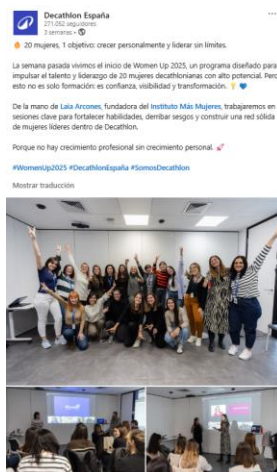 Decathlon España
271.052 seguidores
3 semanas •
20 mujeres, 1 objetivo: crecer personalmente y liderar sin límites.
La semana pasada vivimos el inicio de Women Up 2025, un programa diseñado para
impulsar el talento y liderazgo de 20 mujeres decathlonianas con alto potencial. Pero
esto no es solo formación: es confianza, visibilidad y transformación.
De la mano de Laia Arcones, fundadora del Instituto Más Mujeres, trabajaremos en
sesiones clave para fortalecer habilidades, derribar sesgos y construir una red sólida
de mujeres líderes dentro de Decathlon.
Porque no hay crecimiento profesional sin crecimiento personal.
#WomenUp2025 #DecathlonEspaña #SomosDecathlon
Mostrar traducción